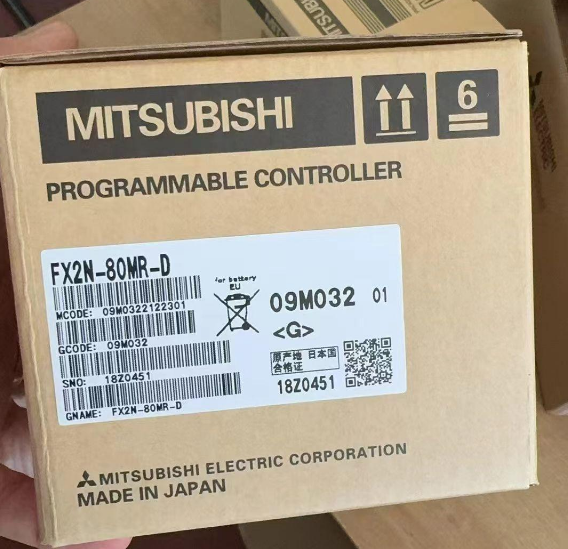 MITSUBISHI
6
PROGRAMMABLE CONTROLLER
FX2N-80MR-D
MCODE: 09M0322122301
GCODE: 09M032
SNO: 18Z0451
GNAME: FX2N-80MR-D
for battery
EU
09M032 01
<G>
原产地 日本国
合格证
18Z0451
MITSUBISHI ELECTRIC CORPORATION
MADE IN JAPAN
MITSUBISHI